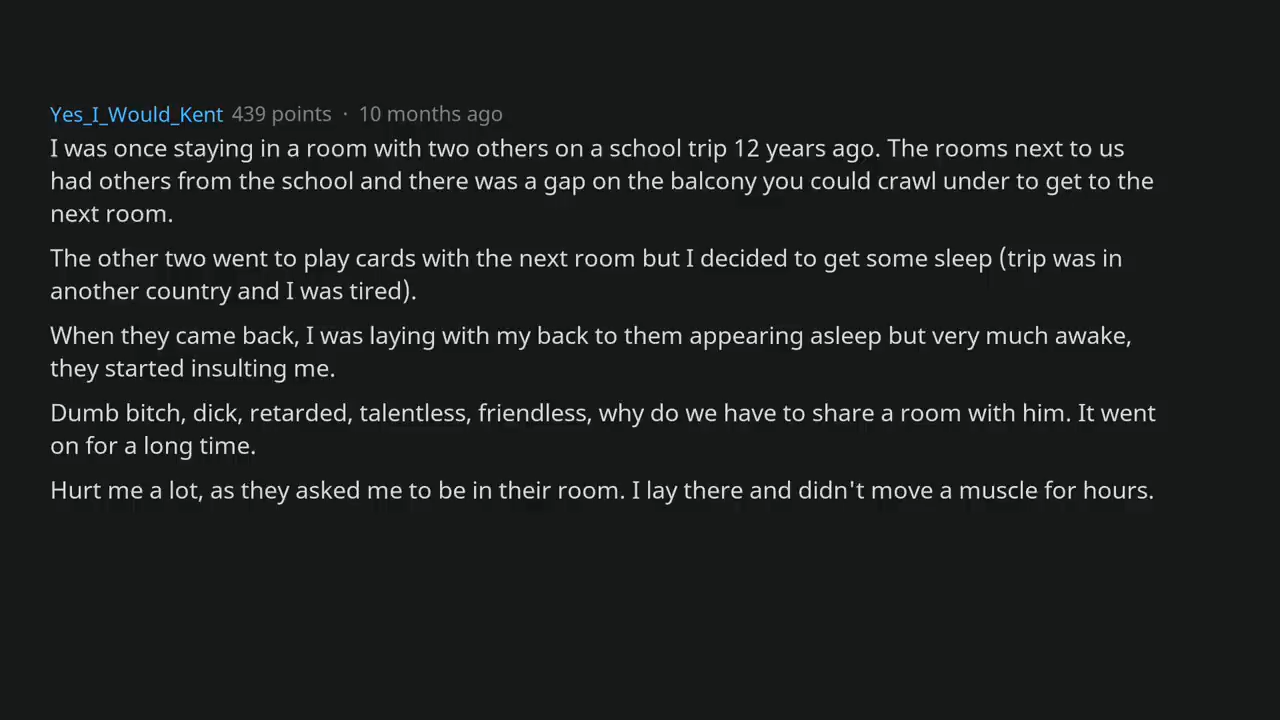 Yes_I_Would_Kent 439 points · 10 months ago
I was once staying in a room with two others on a school trip 12 years ago. The rooms next to us
had others from the school and there was a gap on the balcony you could crawl under to get to the
next room.
The other two went to play cards with the next room but I decided to get some sleep (trip was in
another country and I was tired).
When they came back, I was laying with my back to them appearing asleep but very much awake,
they started insulting me.
Dumb bitch, dick, retarded, talentless, friendless, why do we have to share a room with him. It went
on for a long time.
Hurt me a lot, as they asked me to be in their room. I lay there and didn't move a muscle for hours.